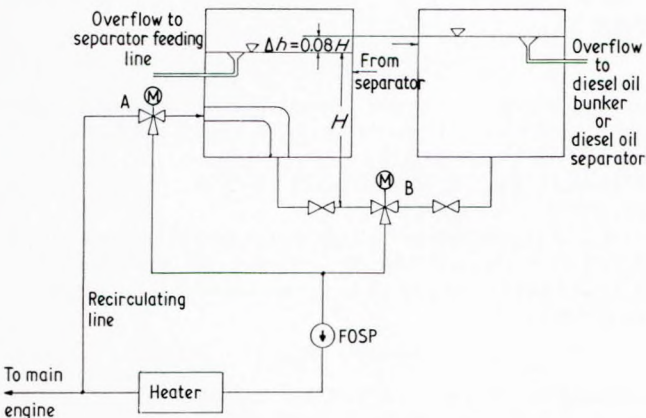 Overflow to
separator feeding
line
Δh = 0.08H
From
separator
Overflow
to
diesel oil
bunker
or
diesel oil
separator
A
M
H
M
B
Recirculating
line
FOSP
To main
engine
Heater